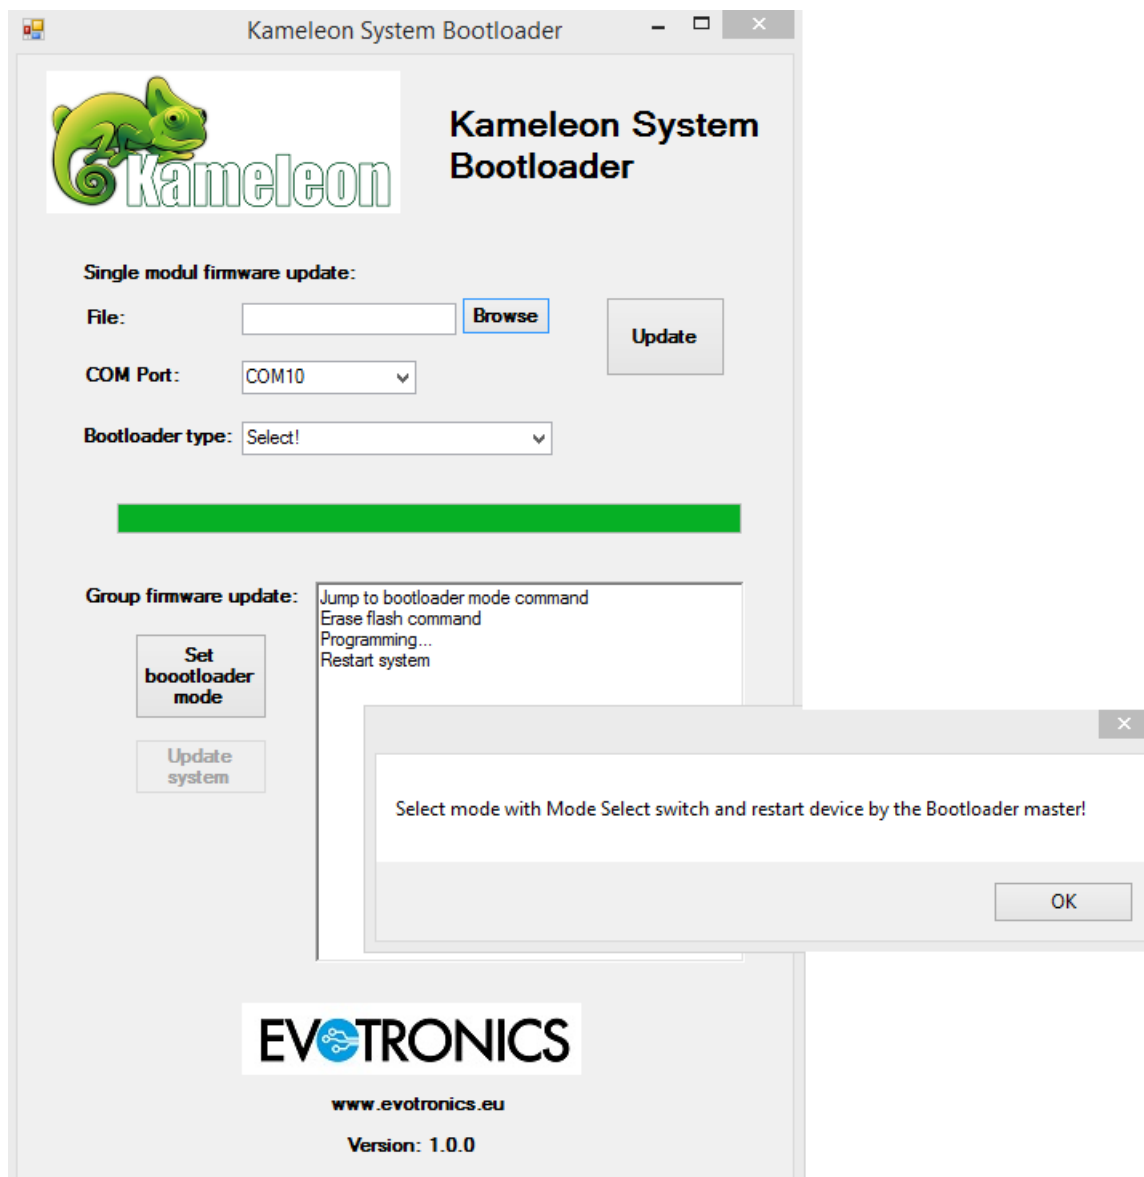 Kameleon System Bootloader
Kameleon
Kameleon System
Bootloader
Single modul firmware update:
File:
Browse
Update
COM Port:
COM10
Bootloader type:
Select!
Group firmware update:
Jump to bootloader mode command
Erase flash command
Programming...
Restart system
Set
boootloader
mode
Update
system
Select mode with Mode Select switch and restart device by the Bootloader master!
OK
EVOTRONICS
www.evotronics.eu
Version: 1.0.0